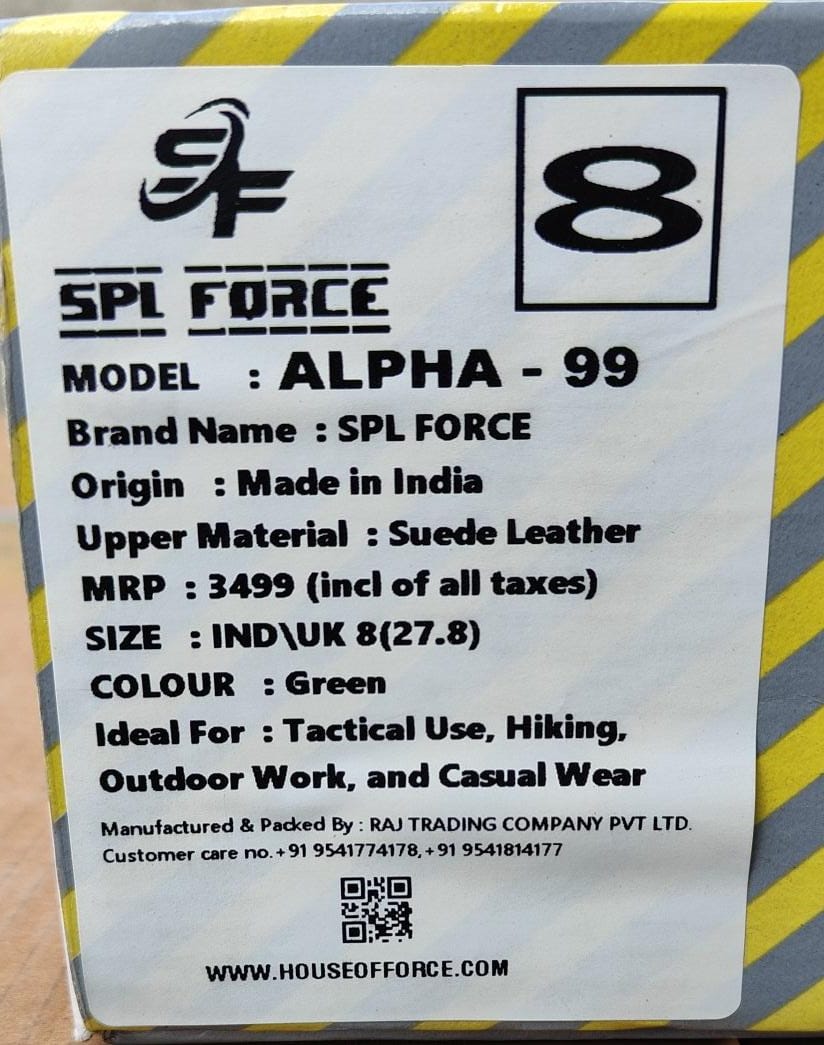 SF
8
SPL FORCE
MODEL : ALPHA - 99
Brand Name : SPL FORCE
Origin : Made in India
Upper Material : Suede Leather
MRP : 3499 (incl of all taxes)
SIZE : IND\UK 8(27.8)
COLOUR : Green
Ideal For : Tactical Use, Hiking,
Outdoor Work, and Casual Wear
Manufactured & Packed By : RAJ TRADING COMPANY PVT LTD.
Customer care no.+91 9541774178,+91 9541814177
WWW.HOUSEOFFORCE.COM